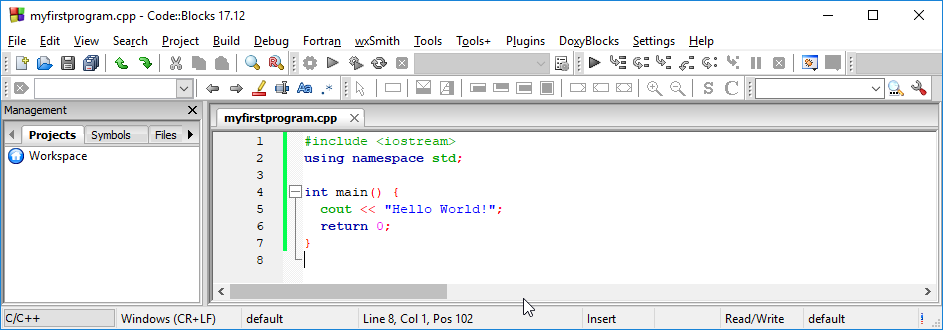 myfirstprogram.cpp - Code::Blocks 17.12
File Edit View Search Project Build Debug Fortran wxSmith Tools Tools+ Plugins DoxyBlocks Settings Help
Aa .* S C
Management
Projects Symbols Files
Workspace
myfirstprogram.cpp
1 #include <iostream>
2 using namespace std;
3
4 int main() {
5 cout << "Hello World!";
6 return 0;
7 }
8
C/C++ Windows (CR+LF) default Line 8, Col 1, Pos 102 Insert Read/Write default